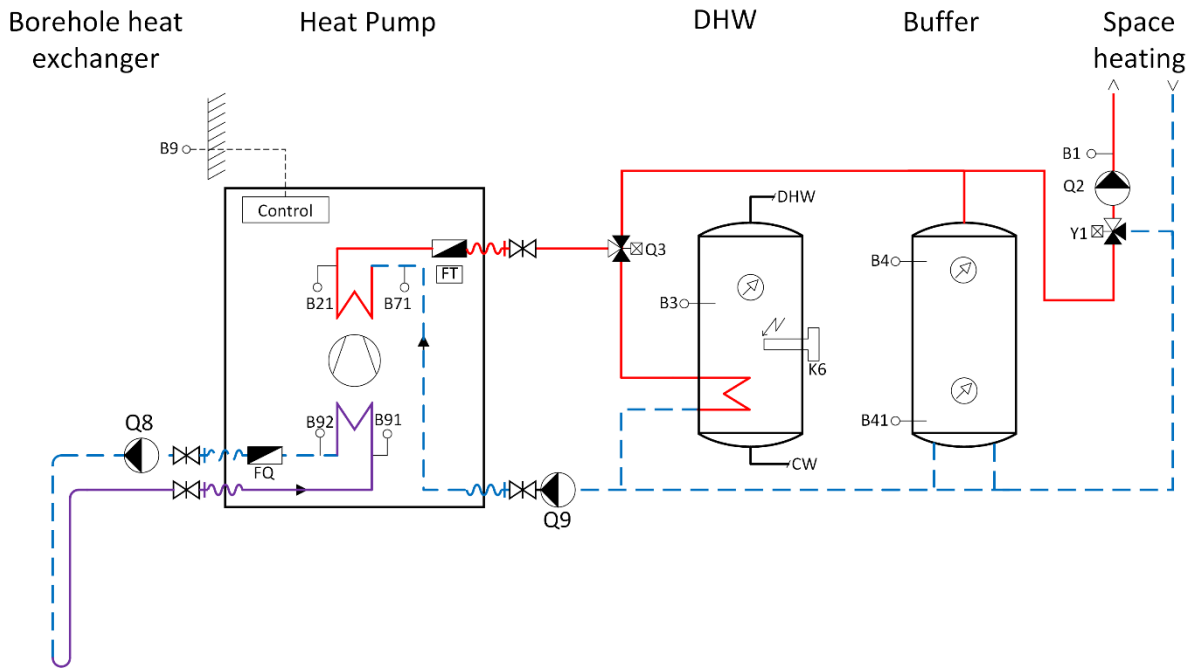 Borehole heat
exchanger
Heat Pump
DHW
Buffer
Space
heating
B9
Control
B1
Q2
Y1
DHW
Q3
FT
B21
B71
B3
B4
K6
B41
B92
B91
Q8
FQ
CW
Q9